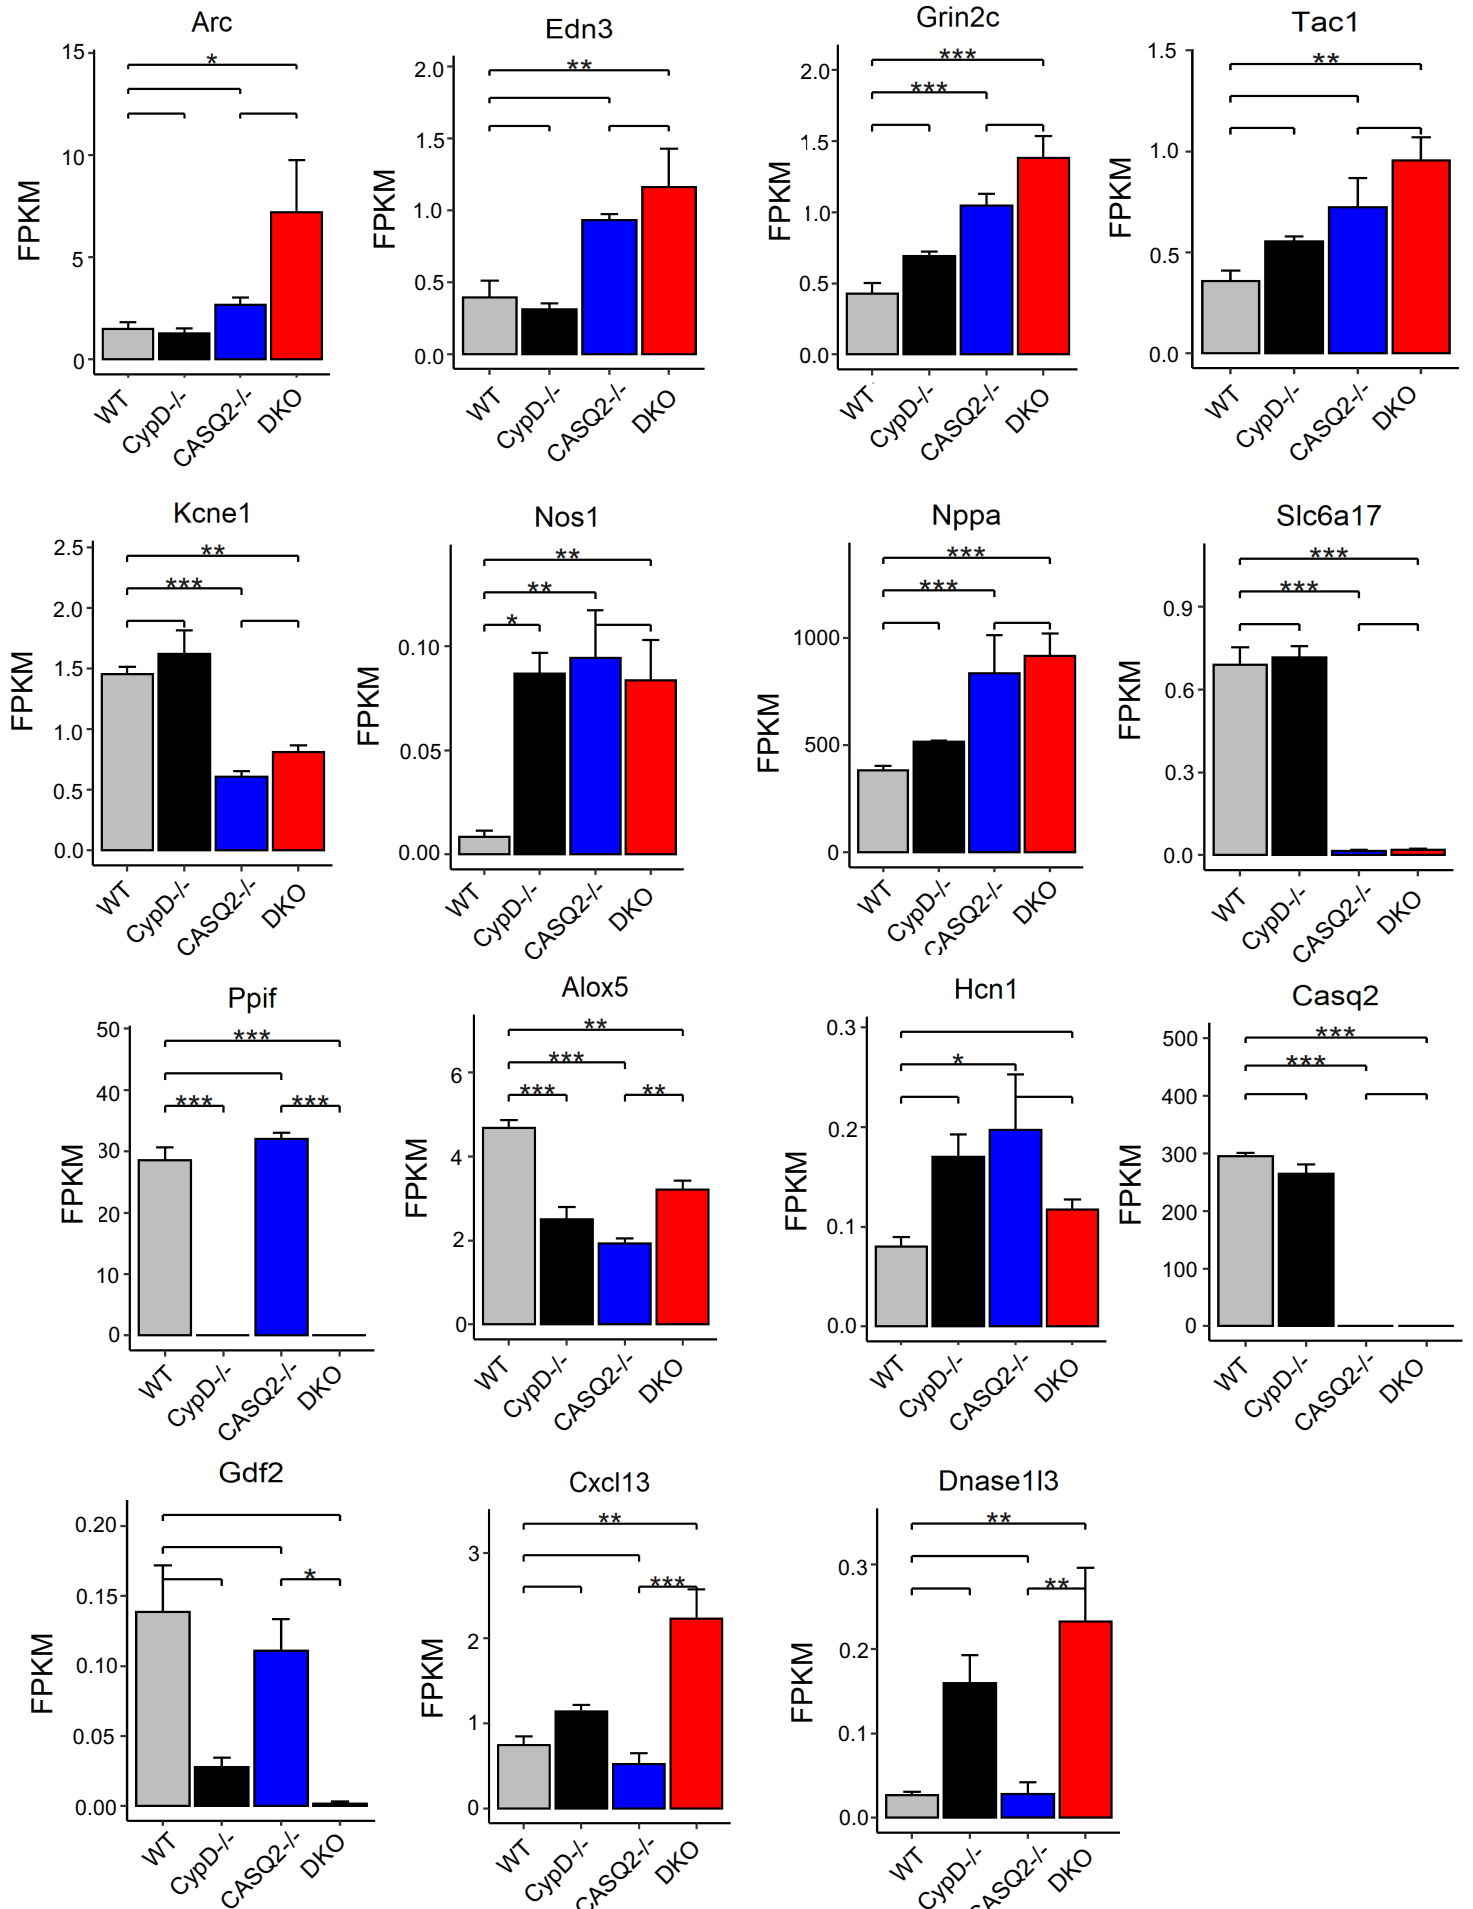 Arc
*
15
10
5
0
FPKM
WT
CypD-/-
CASQ2-/-
DKO
Edn3
**
2.0
1.5
1.0
0.5
0.0
FPKM
WT
CypD-/-
CASQ2-/-
DKO
Grin2c
***
***
2.0
1.5
1.0
0.5
0.0
FPKM
WT
CypD-/-
CASQ2-/-
DKO
Tac1
**
1.5
1.0
0.5
0.0
FPKM
WT
CypD-/-
CASQ2-/-
DKO
Kcne1
**
***
2.5
2.0
1.5
1.0
0.5
0.0
FPKM
WT
CypD-/-
CASQ2-/-
DKO
Nos1
**
**
*
0.10
0.05
0.00
FPKM
WT
CypD-/-
CASQ2-/-
DKO
Nppa
***
***
1000
500
0
FPKM
WT
CypD-/-
CASQ2-/-
DKO
Slc6a17
***
***
0.9
0.6
0.3
0.0
FPKM
WT
CypD-/-
CASQ2-/-
DKO
Ppif
***
*** ***
50
40
30
20
10
0
FPKM
WT
CypD-/-
CASQ2-/-
DKO
Alox5
**
***
*** **
6
4
2
0
FPKM
WT
CypD-/-
CASQ2-/-
DKO
Hcn1
*
0.3
0.2
0.1
0.0
FPKM
WT
CypD-/-
CASQ2-/-
DKO
Casq2
***
***
500
400
300
200
100
0
FPKM
WT
CypD-/-
CASQ2-/-
DKO
Gdf2
*
0.20
0.15
0.10
0.05
0.00
FPKM
WT
CypD-/-
CASQ2-/-
DKO
Cxcl13
**
***
3
2
1
0
FPKM
WT
CypD-/-
CASQ2-/-
DKO
Dnase1l3
**
**
0.3
0.2
0.1
0.0
FPKM
WT
CypD-/-
CASQ2-/-
DKO